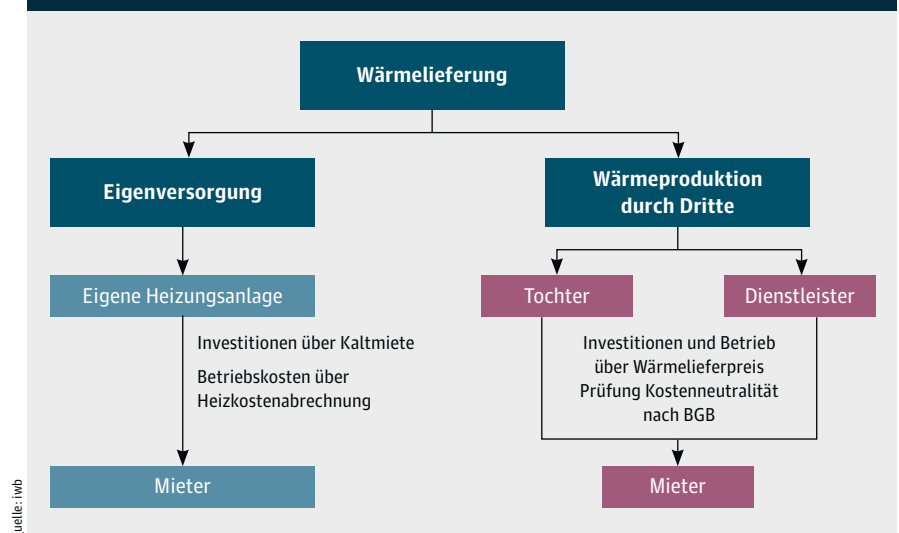 Wärmelieferung
Eigenversorgung
Wärmeproduktion
durch Dritte
Eigene Heizungsanlage
Tochter
Dienstleister
Investitionen über Kaltmiete
Betriebskosten über
Heizkostenabrechnung
Investitionen und Betrieb
über Wärmelieferpreis
Prüfung Kostenneutralität
nach BGB
Mieter
Mieter
uelle: iwb